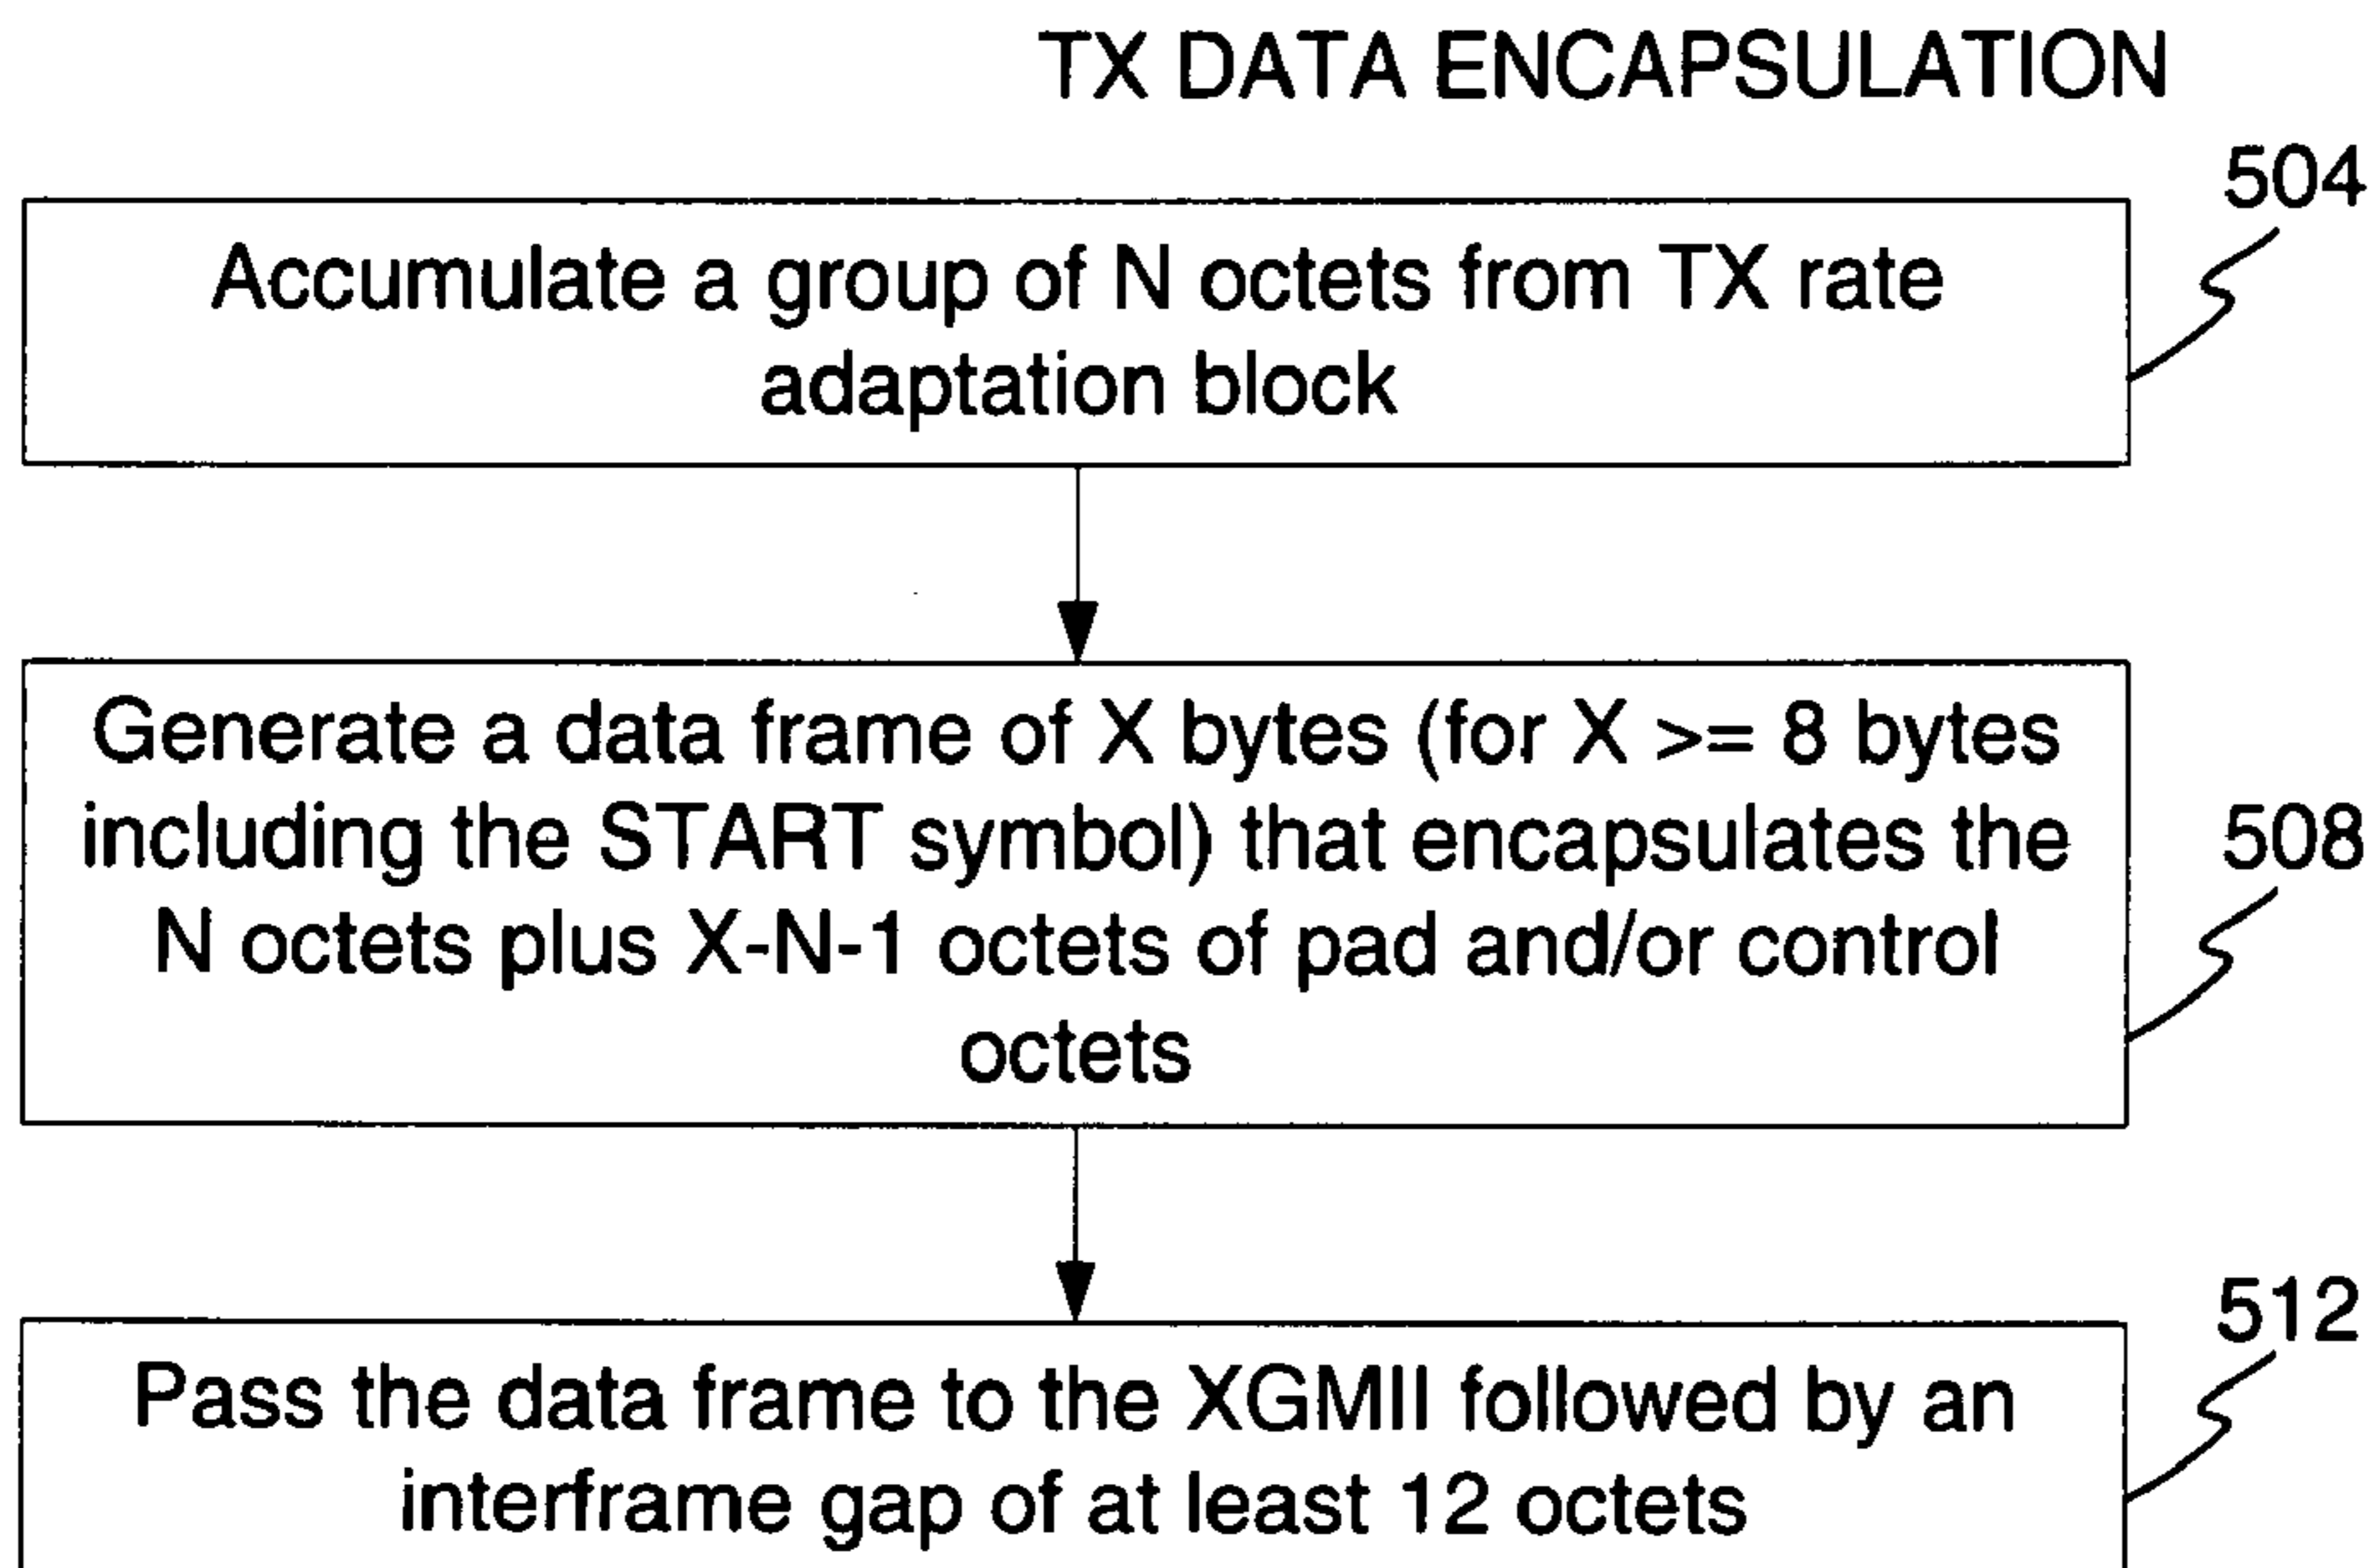 TX DATA ENCAPSULATION
504
Accumulate a group of N octets from TX rate
adaptation block
Generate a data frame of X bytes (for X >= 8 bytes
including the START symbol) that encapsulates the
508
N octets plus X-N-1 octets of pad and/or control
octets
512
Pass the data frame to the XGMII followed by an
interframe gap of at least 12 octets